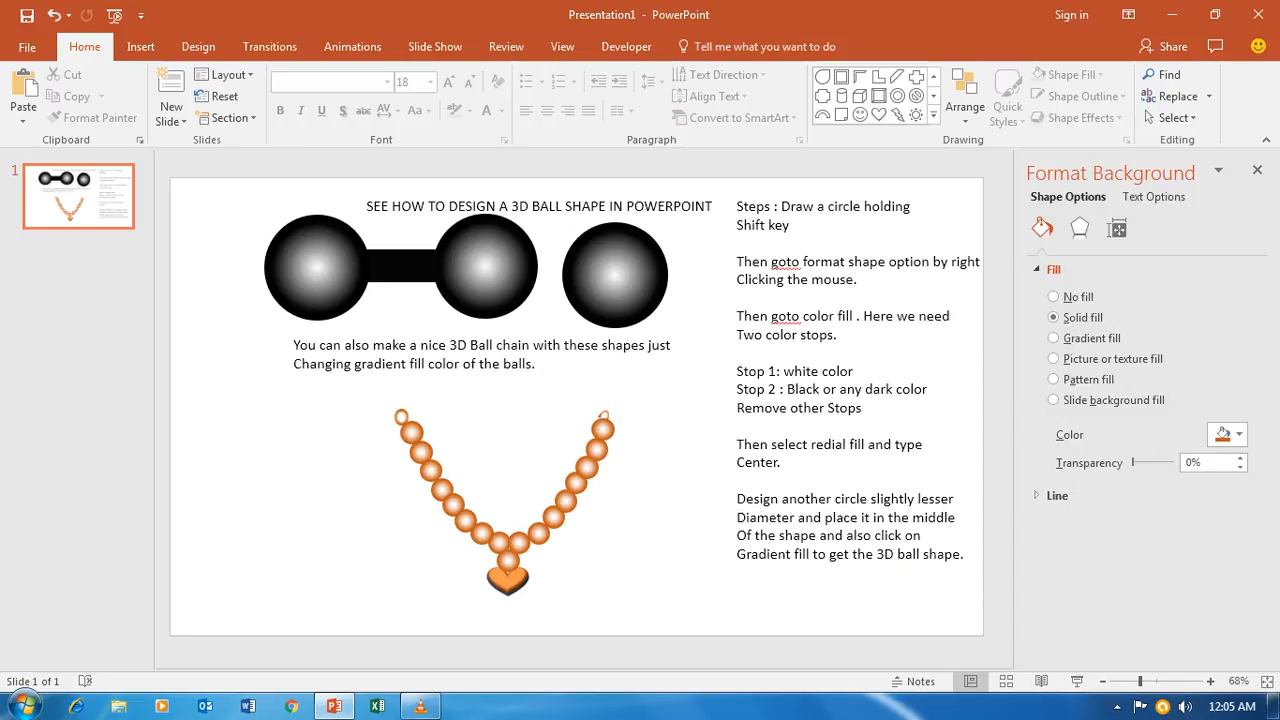 Presentation1 - PowerPoint
Sign in
File
Home
Insert
Design
Transitions
Animations
Slide Show
Review
View
Developer
Tell me what you want to do
Share
Paste
Cut
Copy
Format Painter
Clipboard
New
Slide
Layout
Reset
Section
Slides
18
B I U S abc AV Aa A
Font
Text Direction
Align Text
Convert to SmartArt
Paragraph
Arrange
Quick
Styles
Shape Fill
Shape Outline
Shape Effects
Drawing
Find
Replace
Select
Editing
1
SEE HOW TO DESIGN A 3D BALL SHAPE IN POWERPOINT
You can also make a nice 3D Ball chain with these shapes just
Changing gradient fill color of the balls.
Steps : Draw a circle holding
Shift key
Then goto format shape option by right
Clicking the mouse.
Then goto color fill . Here we need
Two color stops.
Stop 1: white color
Stop 2 : Black or any dark color
Remove other Stops
Then select redial fill and type
Center.
Design another circle slightly lesser
Diameter and place it in the middle
Of the shape and also click on
Gradient fill to get the 3D ball shape.
Format Background
Shape Options
Text Options
Fill
No fill
Solid fill
Gradient fill
Picture or texture fill
Pattern fill
Slide background fill
Color
Transparency
0%
Line
Slide 1 of 1
Notes
68%
12:05 AM